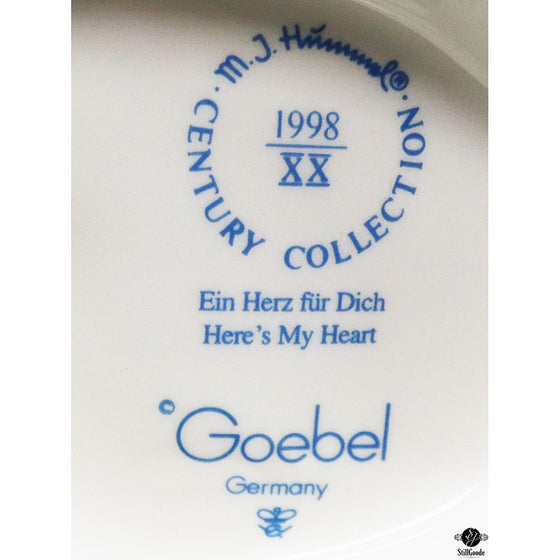 M.J. Hummel®
· CENTURY COLLECTION ·
1998
XX
Ein Herz für Dich
Here's My Heart
© Goebel
Germany
StillGoode